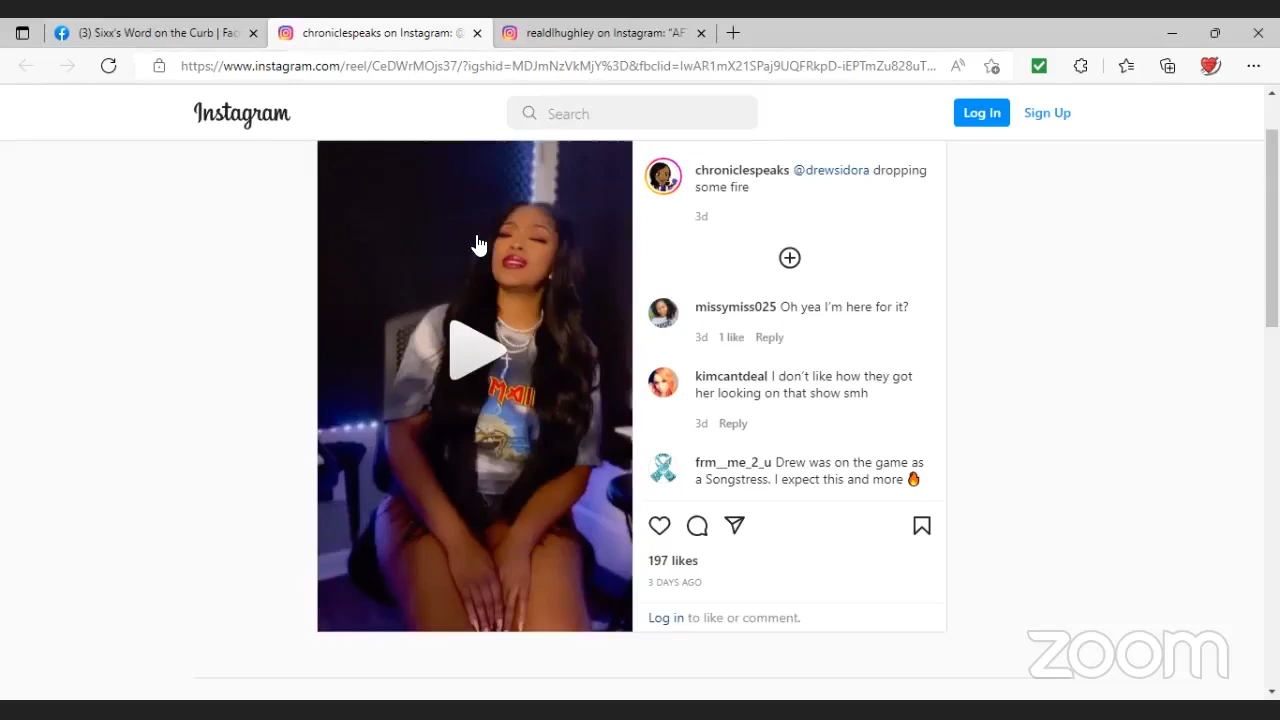 (3) Sixx's Word on the Curb | Fac
chroniclespeaks on Instagram: @
realdlhughley on Instagram: "AF
https://www.instagram.com/reel/CeDWrMOjs37/?igshid=MDJmNzVkMjY%3D&fbclid=IwAR1mX21SPaj9UQFRkpD-iEPTmZu828uT...
Instagram
Search
Log In
Sign Up
chroniclespeaks @drewsidora dropping
some fire
3d
missymiss025 Oh yea I'm here for it?
3d 1 like Reply
kimcantdeal I don't like how they got
her looking on that show smh
3d Reply
frm__me_2_u Drew was on the game as
a Songstress. I expect this and more 🔥
197 likes
3 DAYS AGO
Log in to like or comment.
zoom